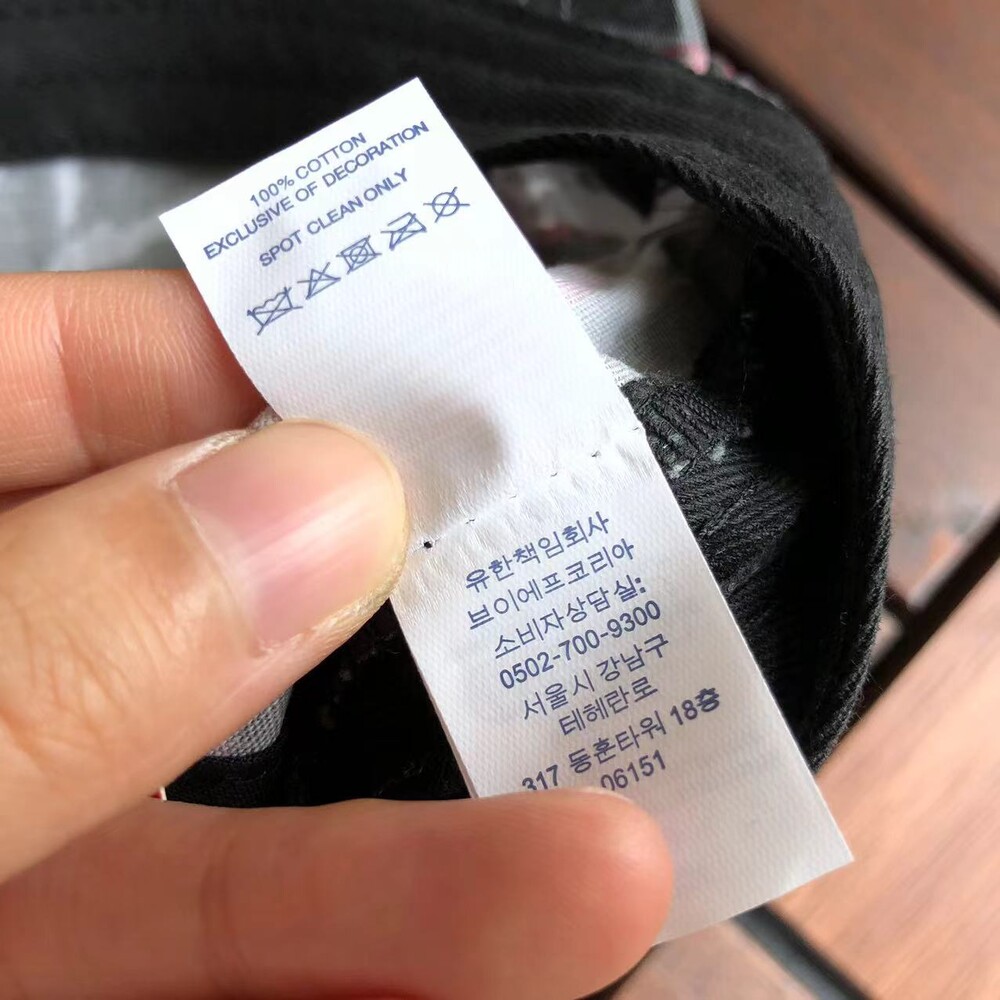 100% COTTON
EXCLUSIVE OF DECORATION
SPOT CLEAN ONLY
유한책임회사
브이에프코리아
소비자상담실:
0502-700-9300
서울시 강남구
테헤란로
317 동훈타워 18층
06151